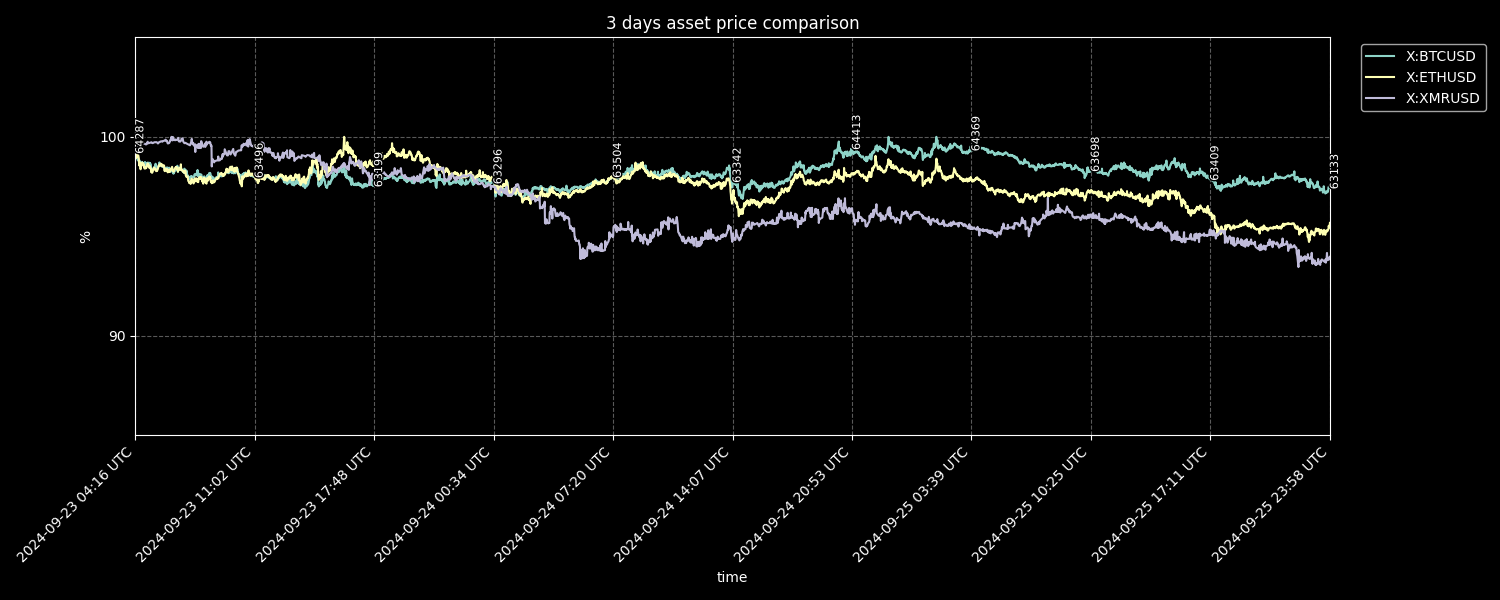 3 days asset price comparison
X:BTCUSD
X:ETHUSD
X:XMRUSD
100
90
%
64287
63496
63199
63296
63504
63342
64413
64369
63698
63409
63133
2024-09-23 04:16 UTC
2024-09-23 11:02 UTC
2024-09-23 17:48 UTC
2024-09-24 00:34 UTC
2024-09-24 07:20 UTC
2024-09-24 14:07 UTC
2024-09-24 20:53 UTC
2024-09-25 03:39 UTC
2024-09-25 10:25 UTC
2024-09-25 17:11 UTC
2024-09-25 23:58 UTC
time